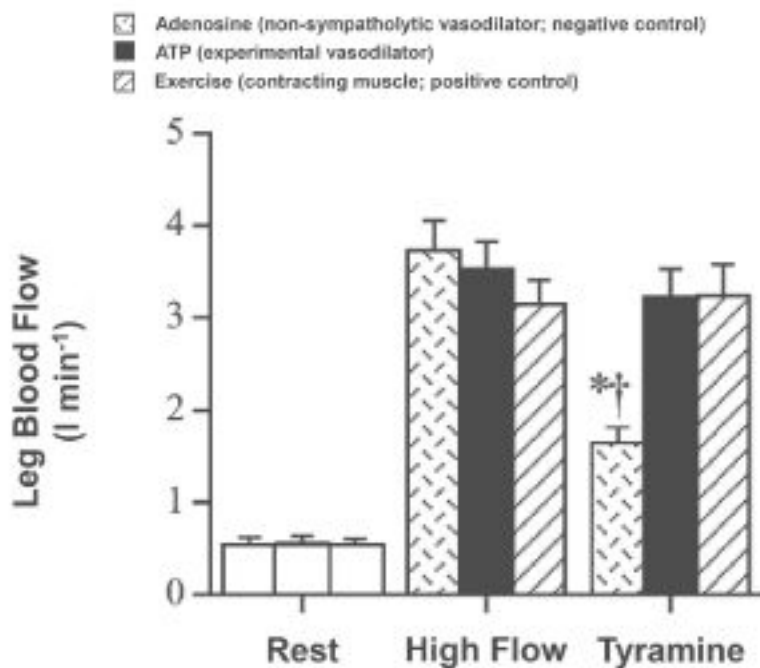 Adenosine (non-sympatholytic vasodilator; negative control)
ATP (experimental vasodilator)
Exercise (contracting muscle; positive control)
5
4
3
2
1
0
Leg Blood Flow
(l min⁻¹)
*†
Rest High Flow Tyramine